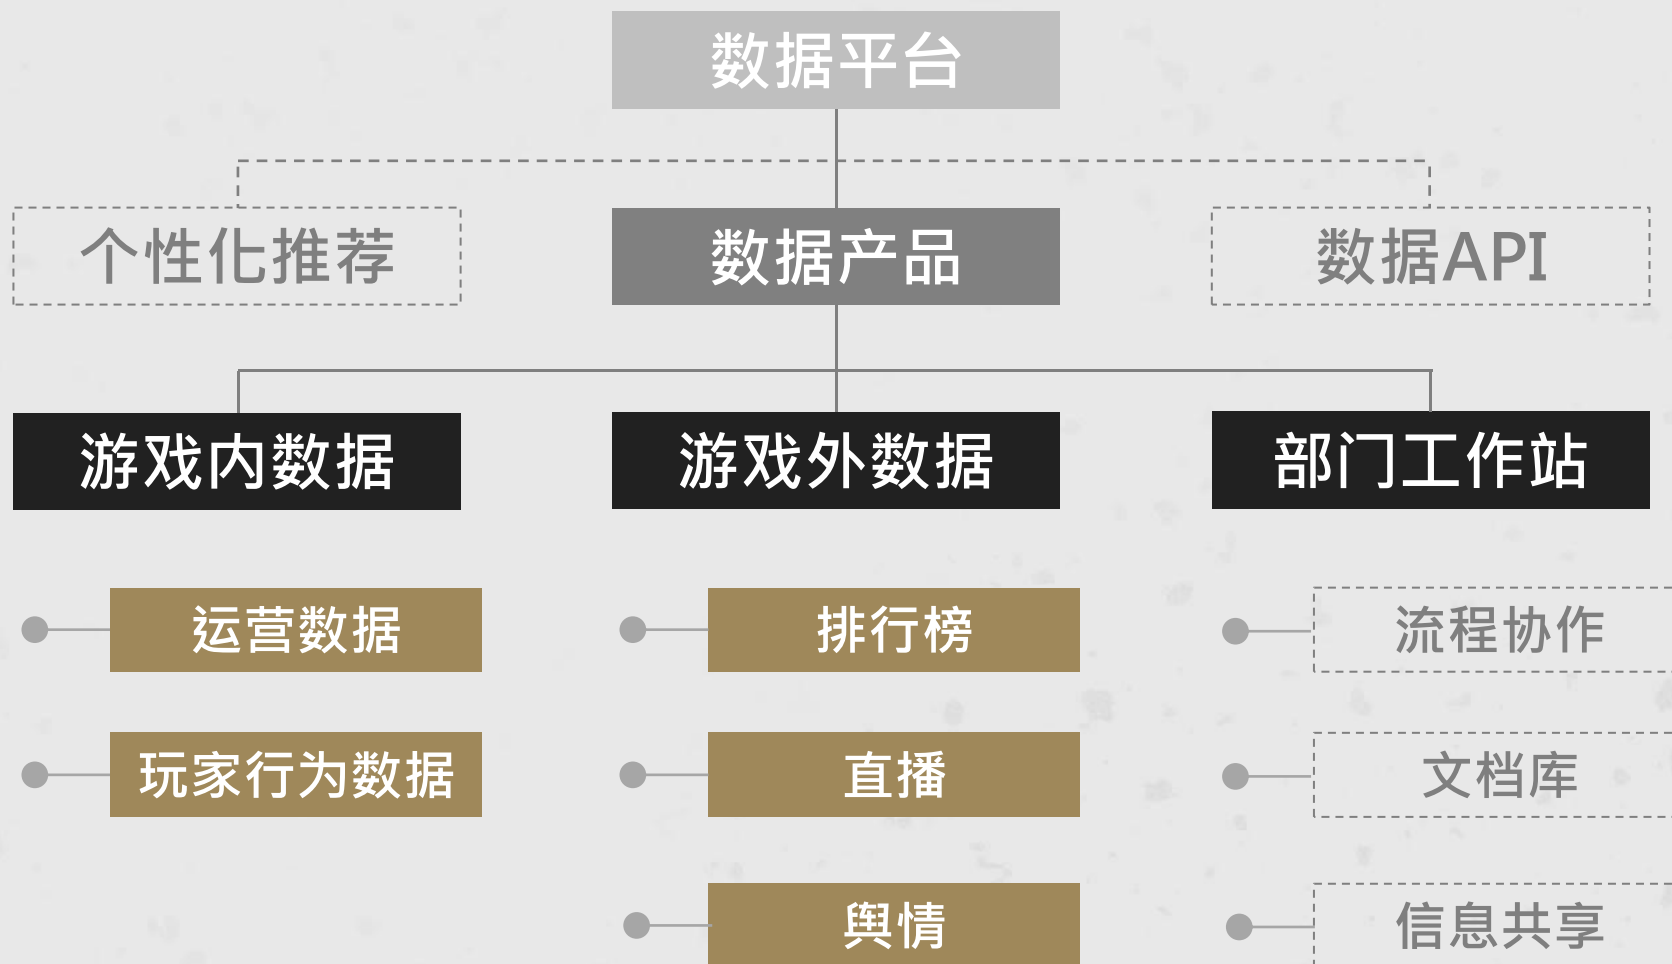 数据平台
个性化推荐
数据产品
数据API
游戏内数据
游戏外数据
部门工作站
运营数据
排行榜
流程协作
玩家行为数据
直播
文档库
舆情
信息共享